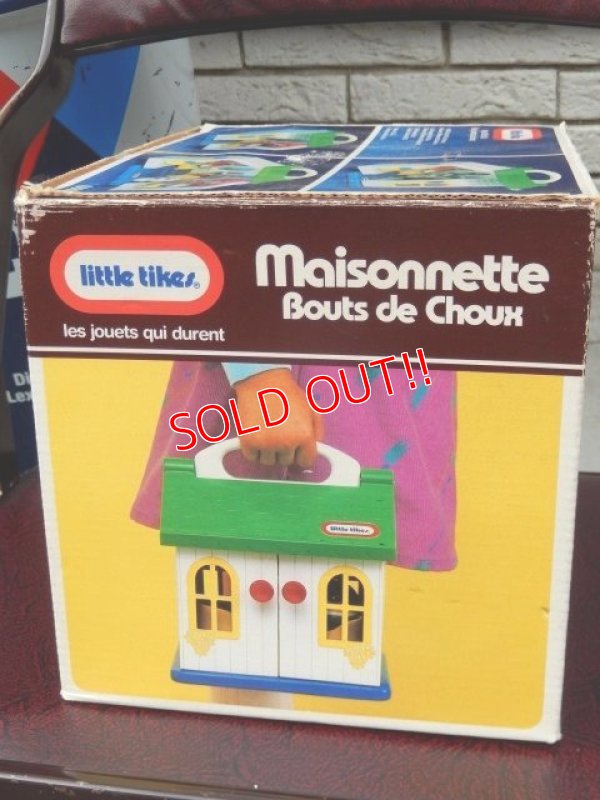 little tikes
Maisonnette
Bouts de Choux
les jouets qui durent
SOLD OUT!!
little tikes